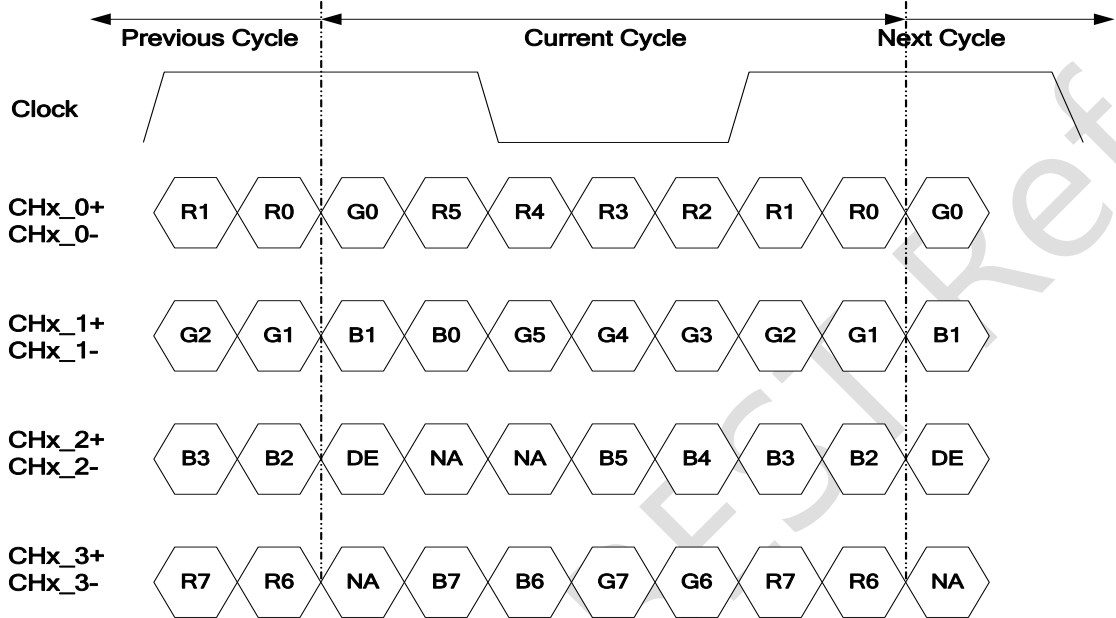 Previous Cycle Current Cycle Next Cycle
Clock
CHx_0+
CHx_0-
R1 R0 G0 R5 R4 R3 R2 R1 R0 G0
CHx_1+
CHx_1-
G2 G1 B1 B0 G5 G4 G3 G2 G1 B1
CHx_2+
CHx_2-
B3 B2 DE NA NA B5 B4 B3 B2 DE
CHx_3+
CHx_3-
R7 R6 NA B7 B6 G7 G6 R7 R6 NA